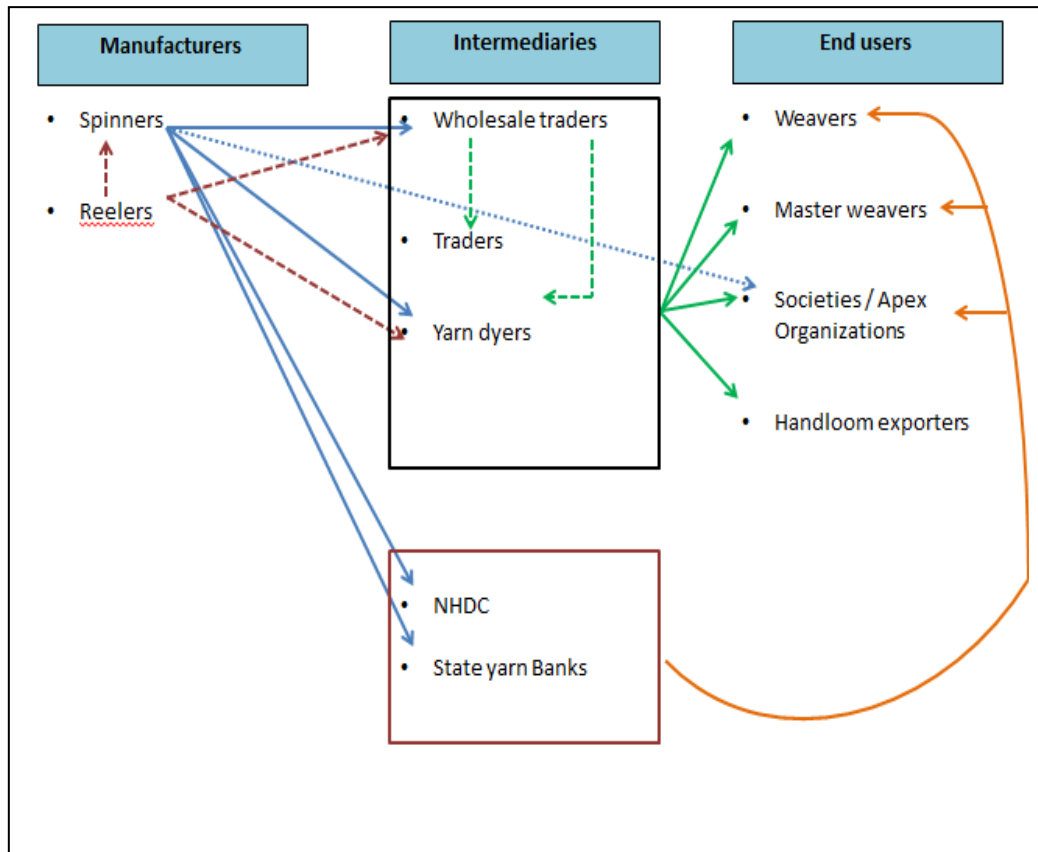 Manufacturers
Intermediaries
End users
• Spinners
• Reelers
• Wholesale traders
• Traders
• Yarn dyers
• Weavers
• Master weavers
• Societies / Apex
Organizations
• Handloom exporters
• NHDC
• State yarn Banks